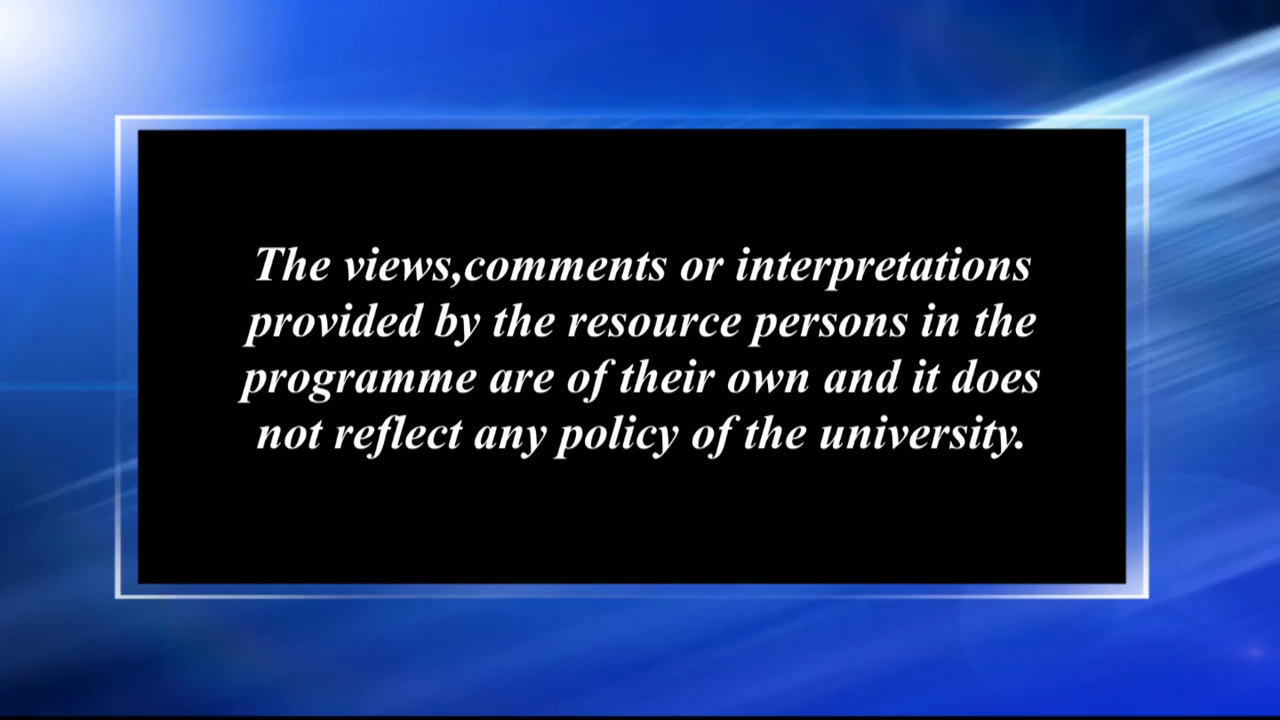 The views,comments or interpretations
provided by the resource persons in the
programme are of their own and it does
not reflect any policy of the university.